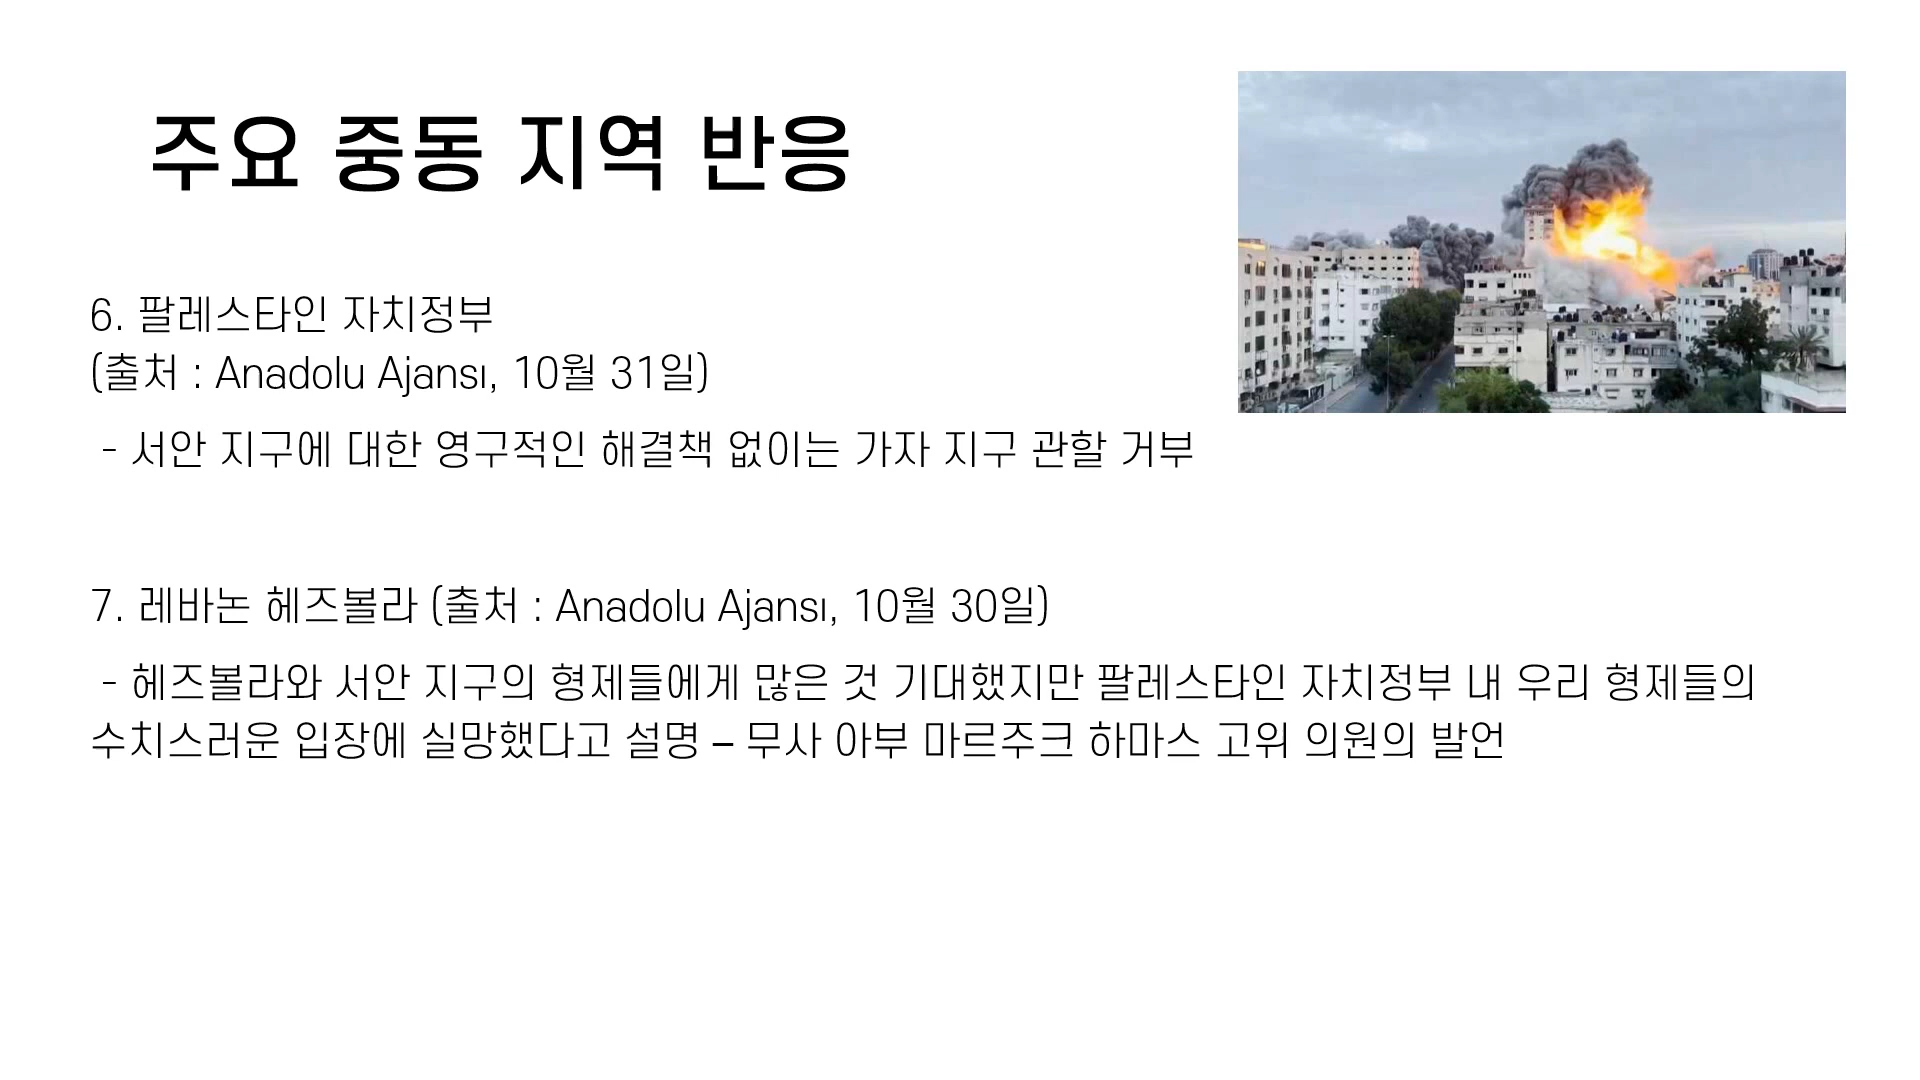 주요 중동 지역 반응
6. 팔레스타인 자치정부
(출처 : Anadolu Ajansı, 10월 31일)
- 서안 지구에 대한 영구적인 해결책 없이는 가자 지구 관할 거부
7. 레바논 헤즈볼라 (출처 : Anadolu Ajansı, 10월 30일)
- 헤즈볼라와 서안 지구의 형제들에게 많은 것 기대했지만 팔레스타인 자치정부 내 우리 형제들의
수치스러운 입장에 실망했다고 설명 – 무사 아부 마르주크 하마스 고위 의원의 발언